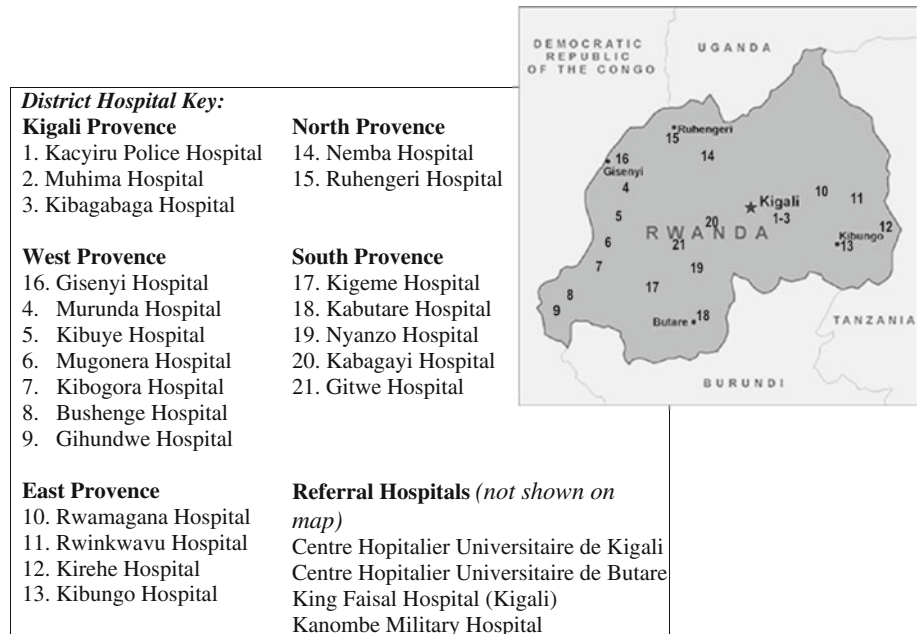 District Hospital Key:
Kigali Provence
1. Kacyiru Police Hospital
2. Muhima Hospital
3. Kibagabaga Hospital
North Provence
14. Nemba Hospital
15. Ruhengeri Hospital
West Provence
16. Gisenyi Hospital
4. Murunda Hospital
5. Kibuye Hospital
6. Mugonera Hospital
7. Kibogora Hospital
8. Bushenge Hospital
9. Gihundwe Hospital
South Provence
17. Kigeme Hospital
18. Kabutare Hospital
19. Nyanzo Hospital
20. Kabagayi Hospital
21. Gitwe Hospital
East Provence
10. Rwamagana Hospital
11. Rwinkwavu Hospital
12. Kirehe Hospital
13. Kibungo Hospital
Referral Hospitals (not shown on
map)
Centre Hopitalier Universitaire de Kigali
Centre Hopitalier Universitaire de Butare
King Faisal Hospital (Kigali)
Kanombe Military Hospital
DEMOCRATIC
REPUBLIC
OF THE CONGO
UGANDA
Ruhengeri
15
14
16
Gisenyi
4
10
11
Kigali
1-3
5
20
12
RWANDA
Kibungo
13
6
21
7
19
17
8
9
Butare
18
TANZANIA
BURUNDI